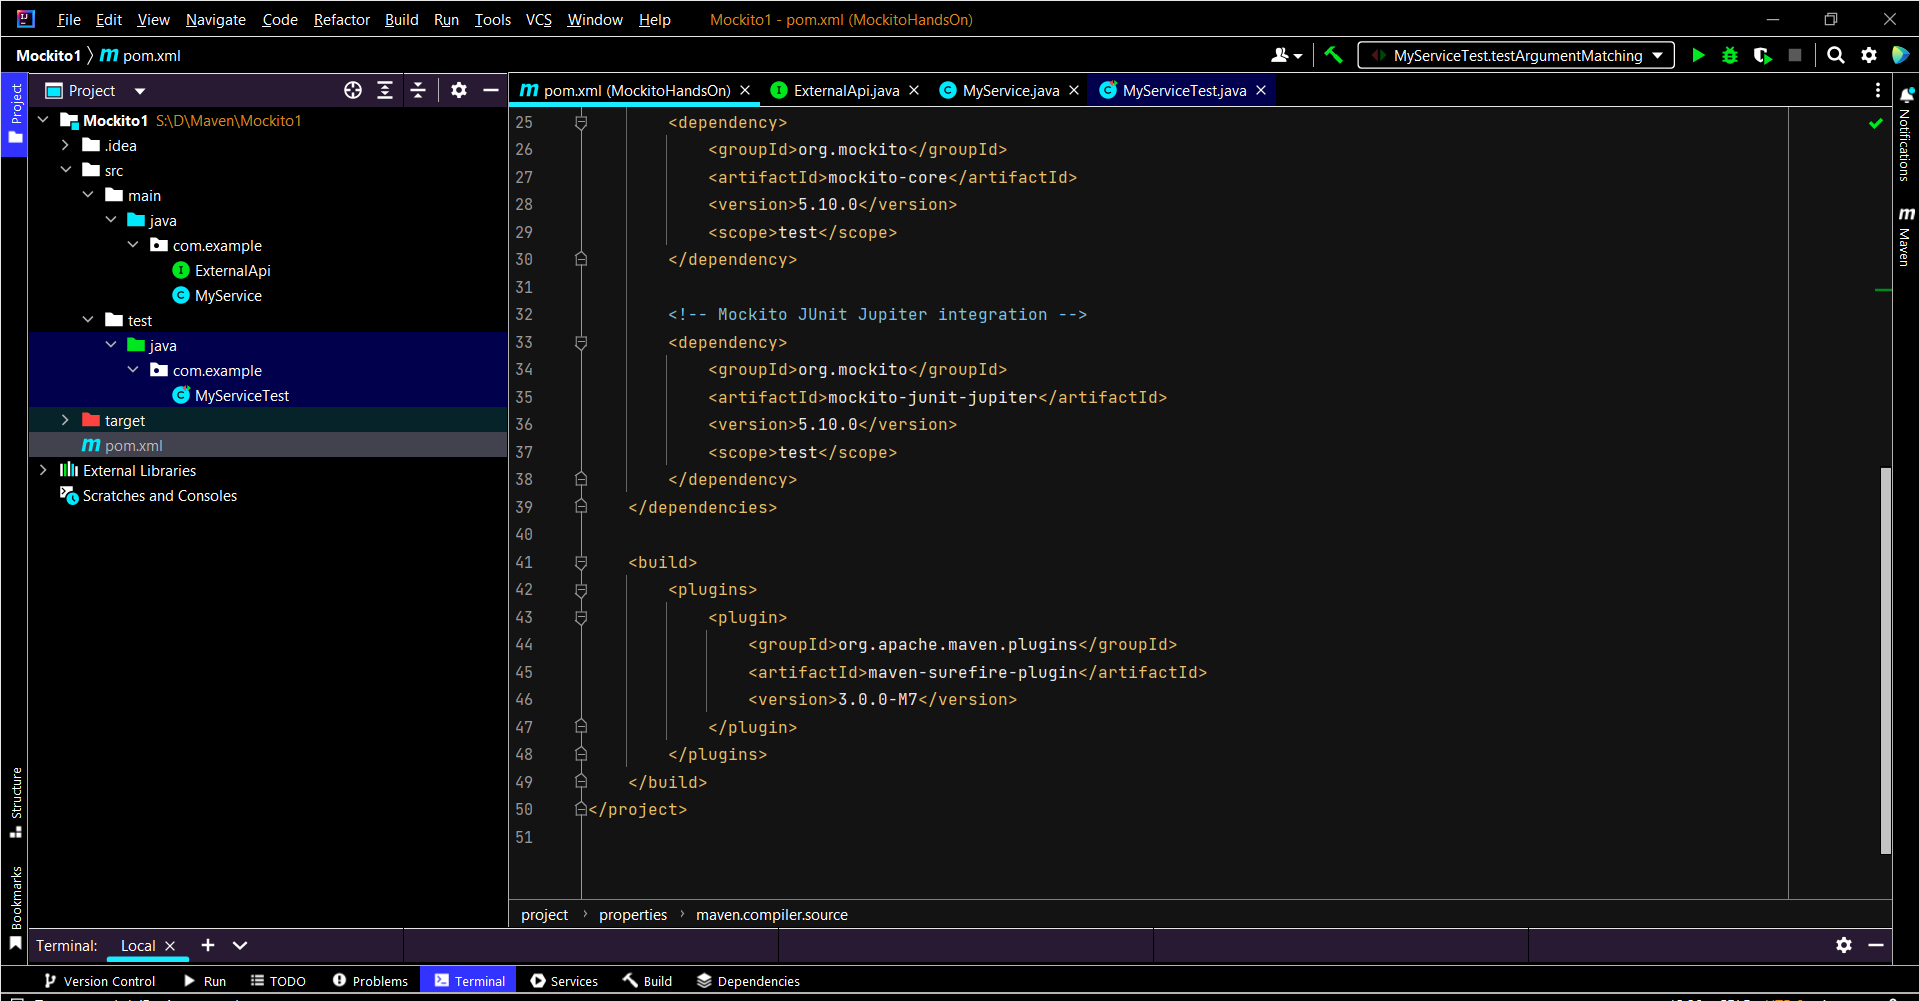 File Edit View Navigate Code Refactor Build Run Tools VCS Window Help Mockito1 - pom.xml (MockitoHandsOn)
Mockito1 pom.xml
MyServiceTest.testArgumentMatching
Project
Project
Mockito1 S:\D\Maven\Mockito1
.idea
src
main
java
com.example
ExternalApi
MyService
test
java
com.example
MyServiceTest
target
pom.xml
External Libraries
Scratches and Consoles
Structure
Bookmarks
pom.xml (MockitoHandsOn) ExternalApi.java MyService.java MyServiceTest.java
25 <dependency>
26 <groupId>org.mockito</groupId>
27 <artifactId>mockito-core</artifactId>
28 <version>5.10.0</version>
29 <scope>test</scope>
30 </dependency>
31
32 <!-- Mockito JUnit Jupiter integration -->
33 <dependency>
34 <groupId>org.mockito</groupId>
35 <artifactId>mockito-junit-jupiter</artifactId>
36 <version>5.10.0</version>
37 <scope>test</scope>
38 </dependency>
39 </dependencies>
40
41 <build>
42 <plugins>
43 <plugin>
44 <groupId>org.apache.maven.plugins</groupId>
45 <artifactId>maven-surefire-plugin</artifactId>
46 <version>3.0.0-M7</version>
47 </plugin>
48 </plugins>
49 </build>
50 </project>
51
project › properties › maven.compiler.source
Notifications
Maven
Terminal: Local
Version Control Run TODO Problems Terminal Services Build Dependencies